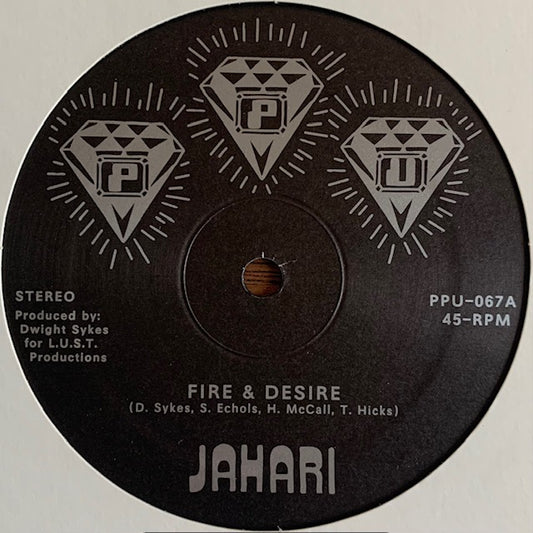 P P U
STEREO
Produced by:
Dwight Sykes
for L.U.S.T.
Productions
PPU-067A
45-RPM
FIRE & DESIRE
(D. Sykes, S. Echols, H. McCall, T. Hicks)
JAHARI